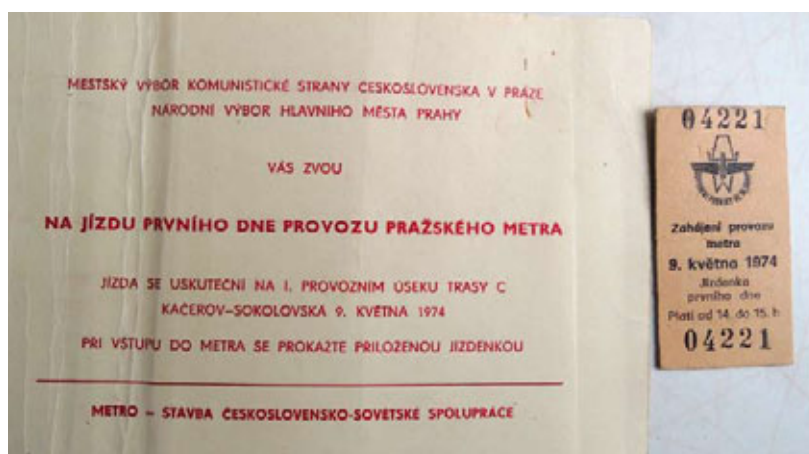 MĚSTSKÝ VÝBOR KOMUNISTICKÉ STRANY ČESKOSLOVENSKA V PRAZE
NÁRODNÍ VÝBOR HLAVNÍHO MĚSTA PRAHY
VÁS ZVOU
NA JÍZDU PRVNÍHO DNE PROVOZU PRAŽSKÉHO METRA
JÍZDA SE USKUTEČNÍ NA I. PROVOZNÍM ÚSEKU TRASY C
KAČEROV–SOKOLOVSKÁ 9. KVĚTNA 1974
PŘI VSTUPU DO METRA SE PROKAŽTE PŘILOŽENOU JÍZDENKOU
METRO – STAVBA ČESKOSLOVENSKO-SOVĚTSKÉ SPOLUPRÁCE
04221
Zahájení provozu
metra
9. května 1974
Jízdenka
prvního dne
Platí od 14. do 15. h
04221